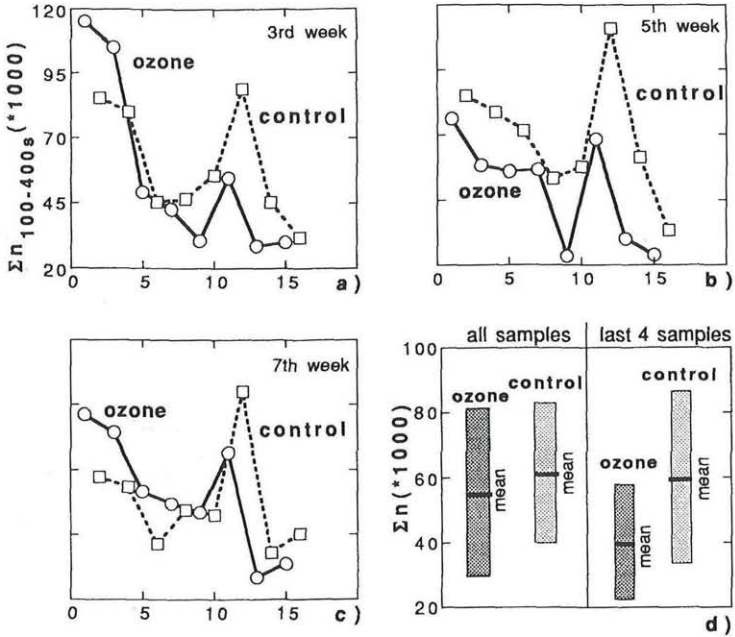 120
95
70
45
20
Σn100-400s(*1000)
3rd week
ozone
control
0 5 10 15
a)
5th week
control
ozone
0 5 10 15
b)
7th week
ozone
control
0 5 10 15
c)
all samples
last 4 samples
100
80
60
40
20
Σn(*1000)
ozone
mean
control
mean
ozone
mean
control
mean
d)